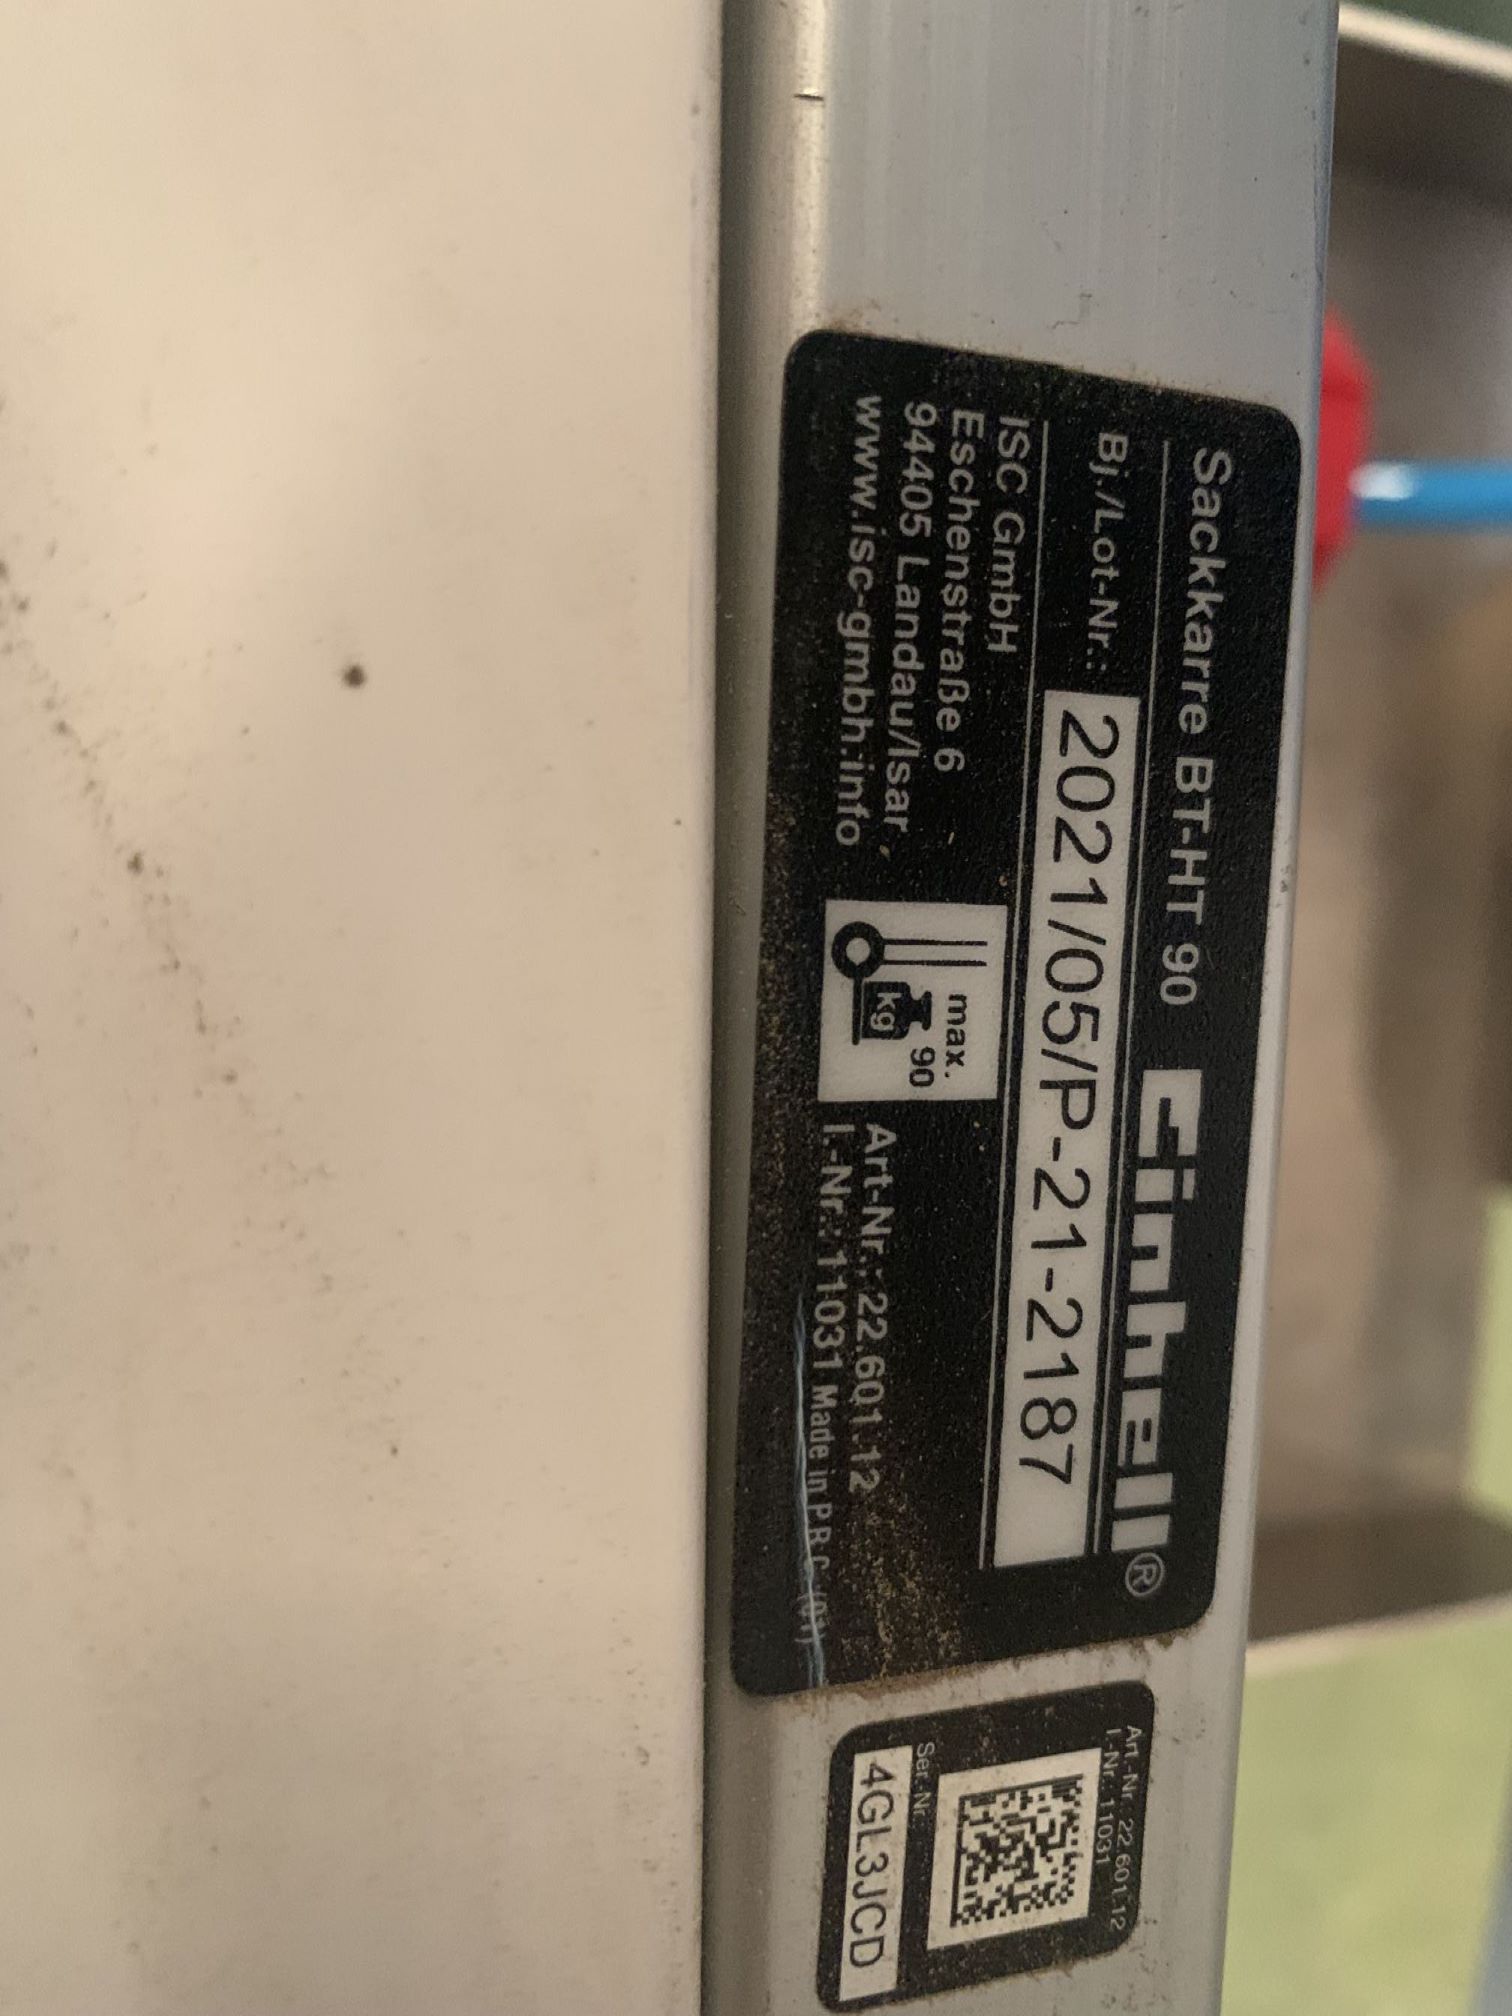 Sackkarre BT-HT 90 Einhell®
Bj./Lot-Nr.: 2021/05/P-21-2187
ISC GmbH
Eschenstraße 6
94405 Landau/Isar
www.isc-gmbh.info
max.
90
kg
Art-Nr.: 22.601.12
I.-Nr.: 11031 Made in P.R.C. (01)
Art.-Nr.: 22.601.12
I.-Nr.: 11031
Ser.-Nr.:
4GL3JCD